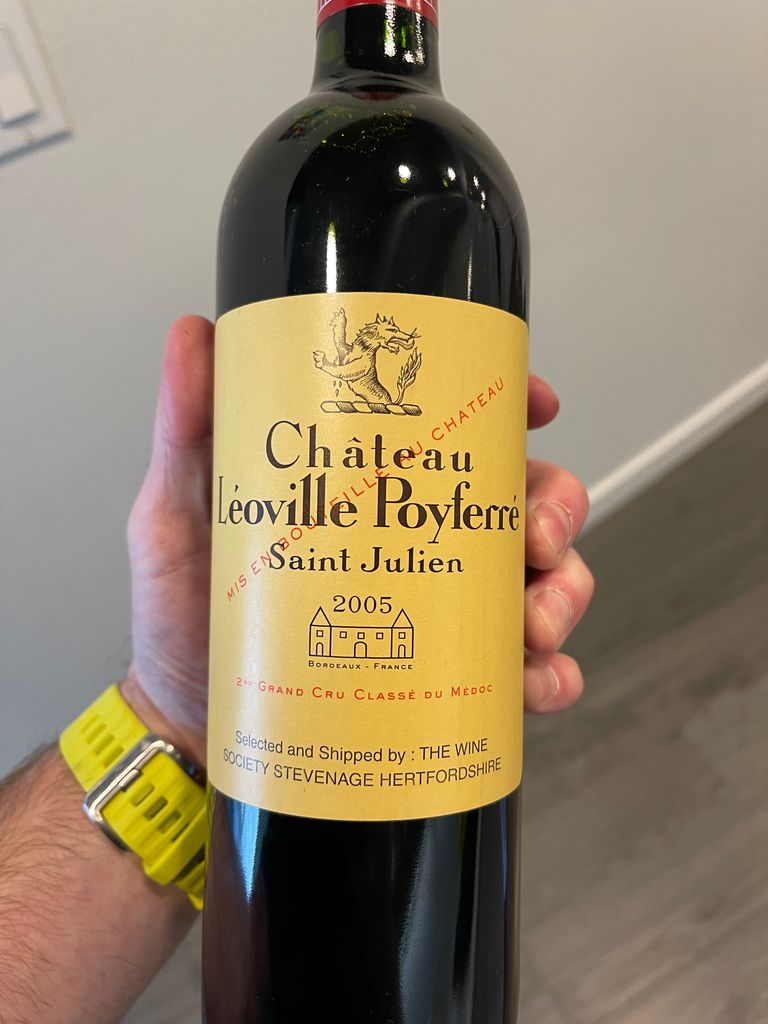 Château
Léoville Poyferré
MIS EN BOUTEILLE AU CHATEAU
Saint Julien
2005
BORDEAUX - FRANCE
2ND GRAND CRU CLASSÉ DU MÉDOC
Selected and Shipped by : THE WINE
SOCIETY STEVENAGE HERTFORDSHIRE